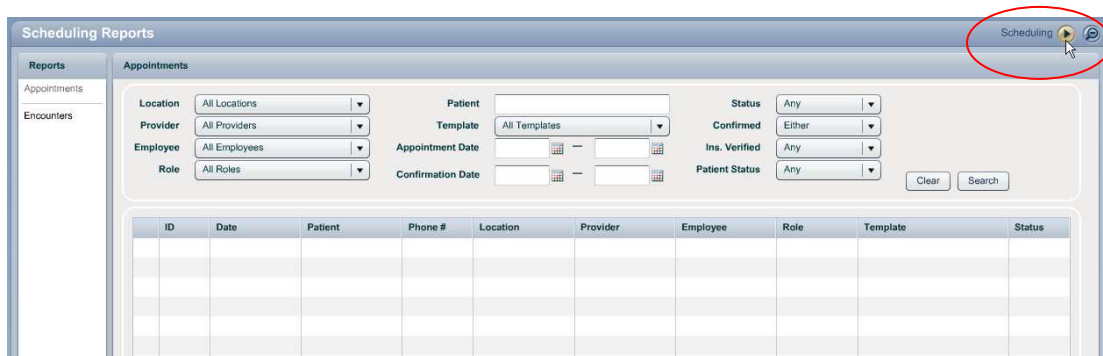 Scheduling Reports
Scheduling
Reports
Appointments
Encounters
Appointments
Location All Locations Patient Status Any
Provider All Providers Template All Templates Confirmed Either
Employee All Employees Appointment Date — Ins. Verified Any
Role All Roles Confirmation Date — Patient Status Any
Clear Search
ID Date Patient Phone # Location Provider Employee Role Template Status